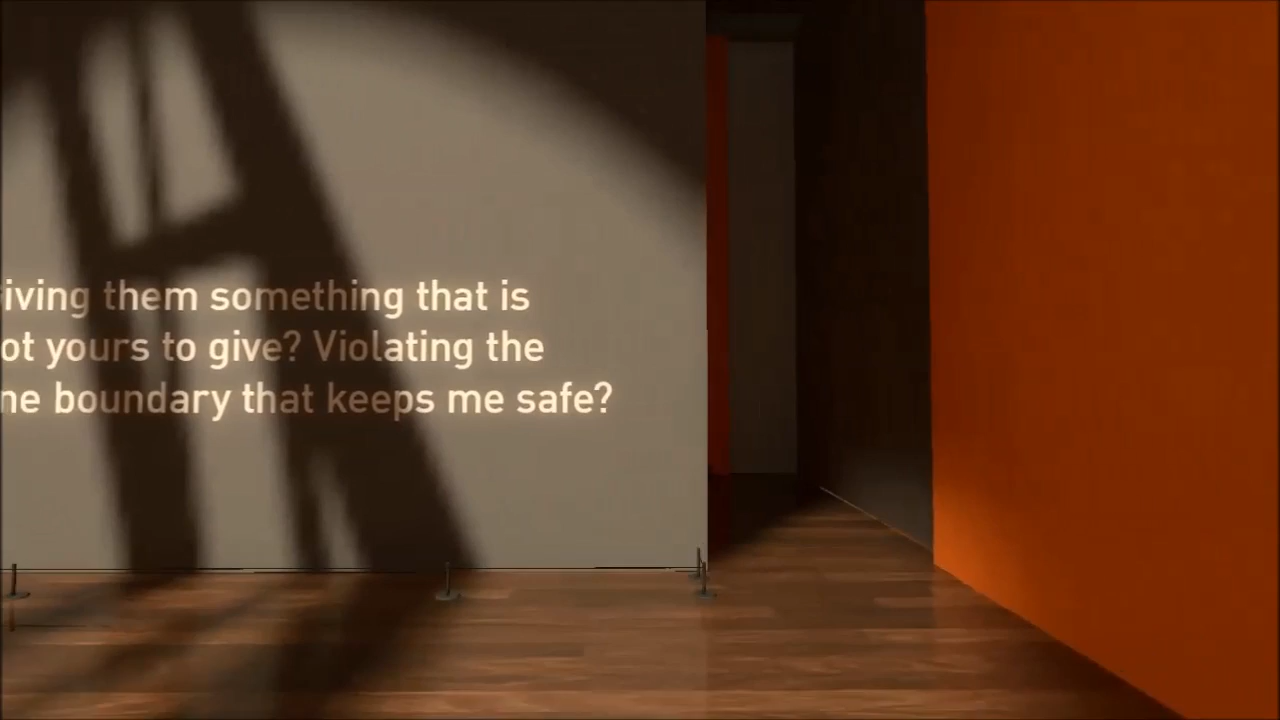 iving them something that is
ot yours to give? Violating the
ne boundary that keeps me safe?